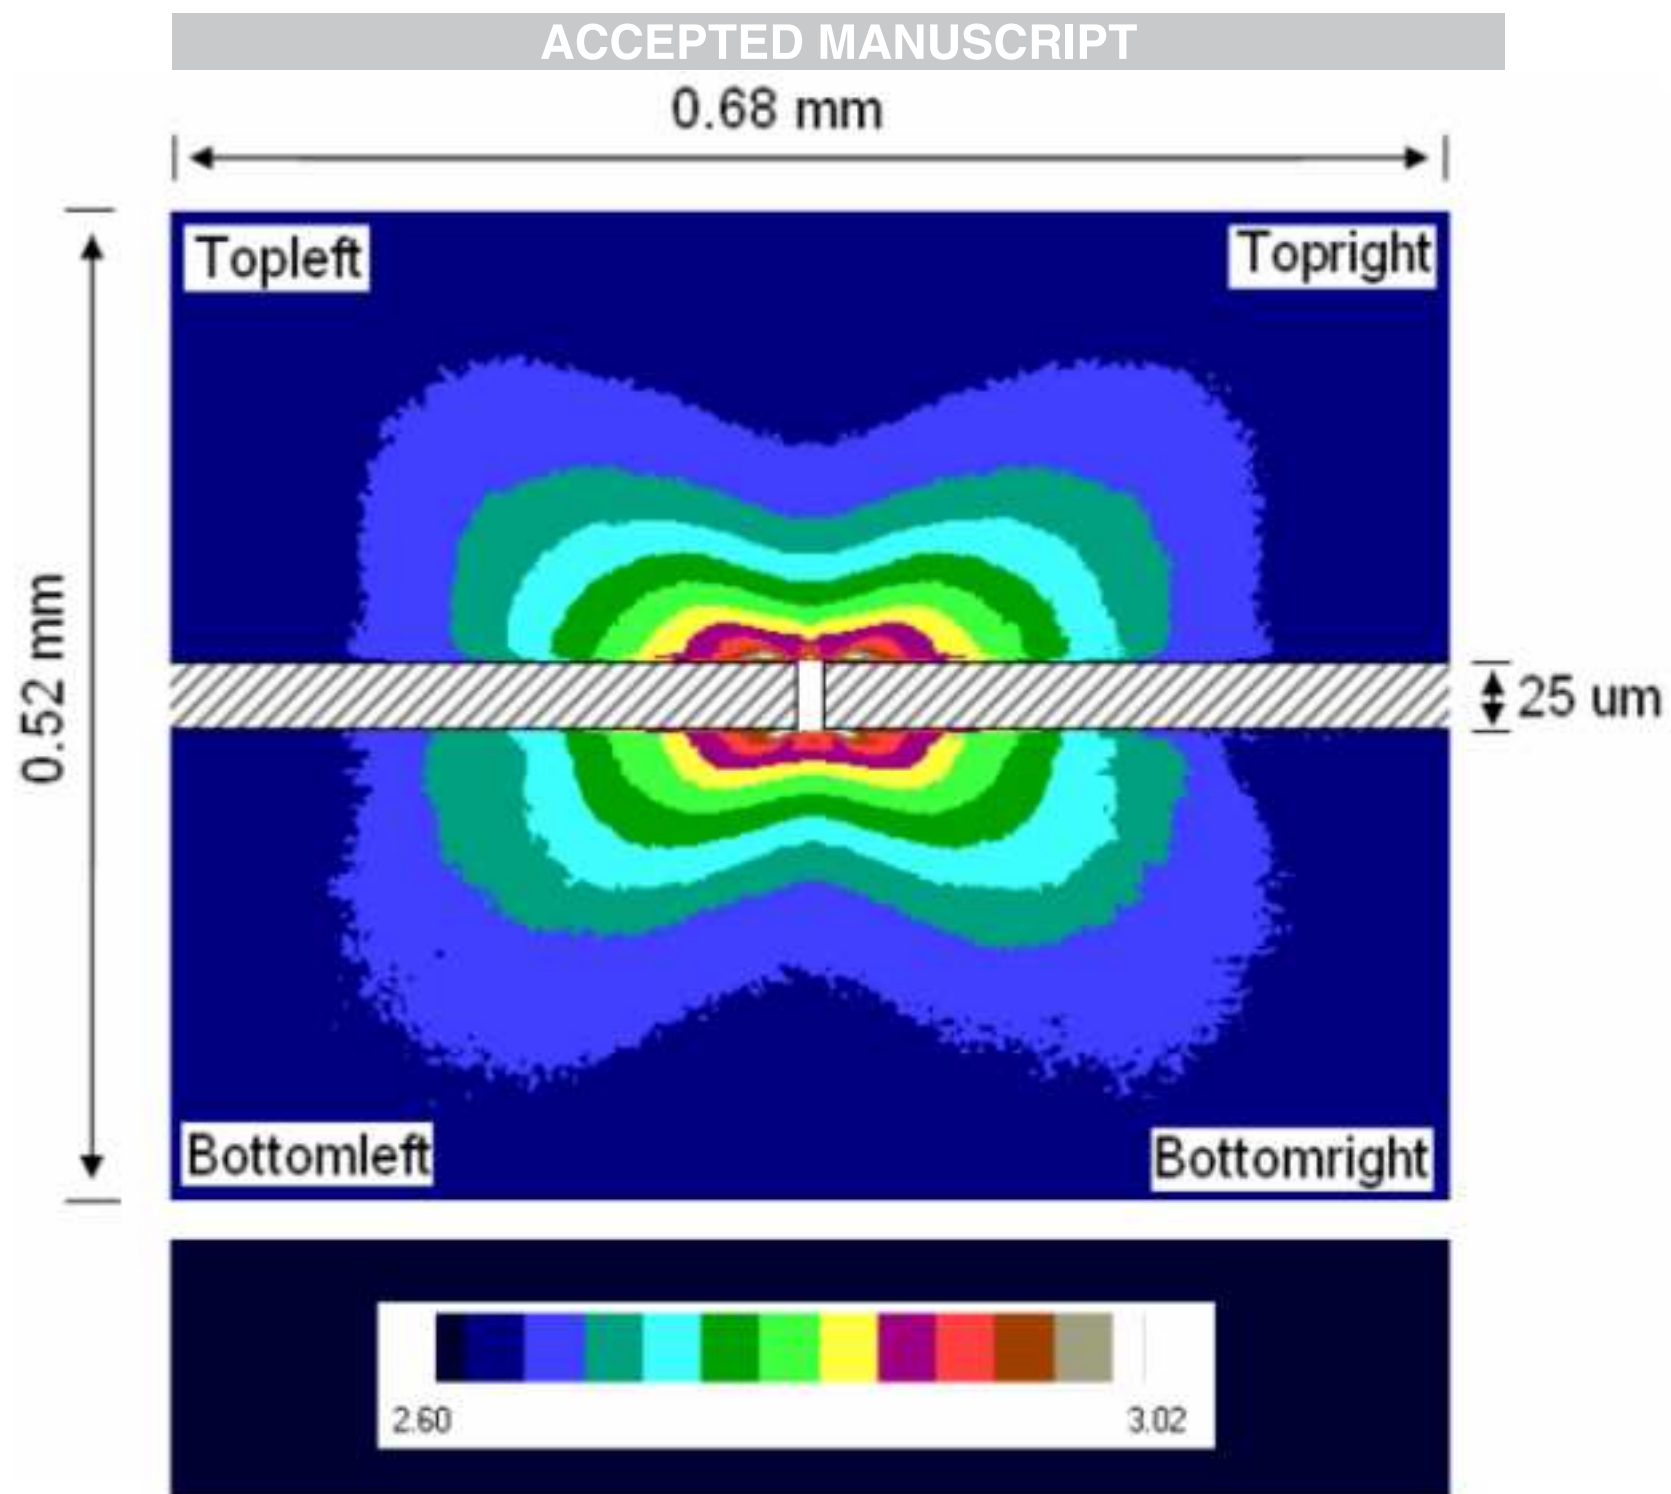 ACCEPTED MANUSCRIPT
0.68 mm
Topleft
Topright
0.52 mm
25 um
Bottomleft
Bottomright
2.60
3.02